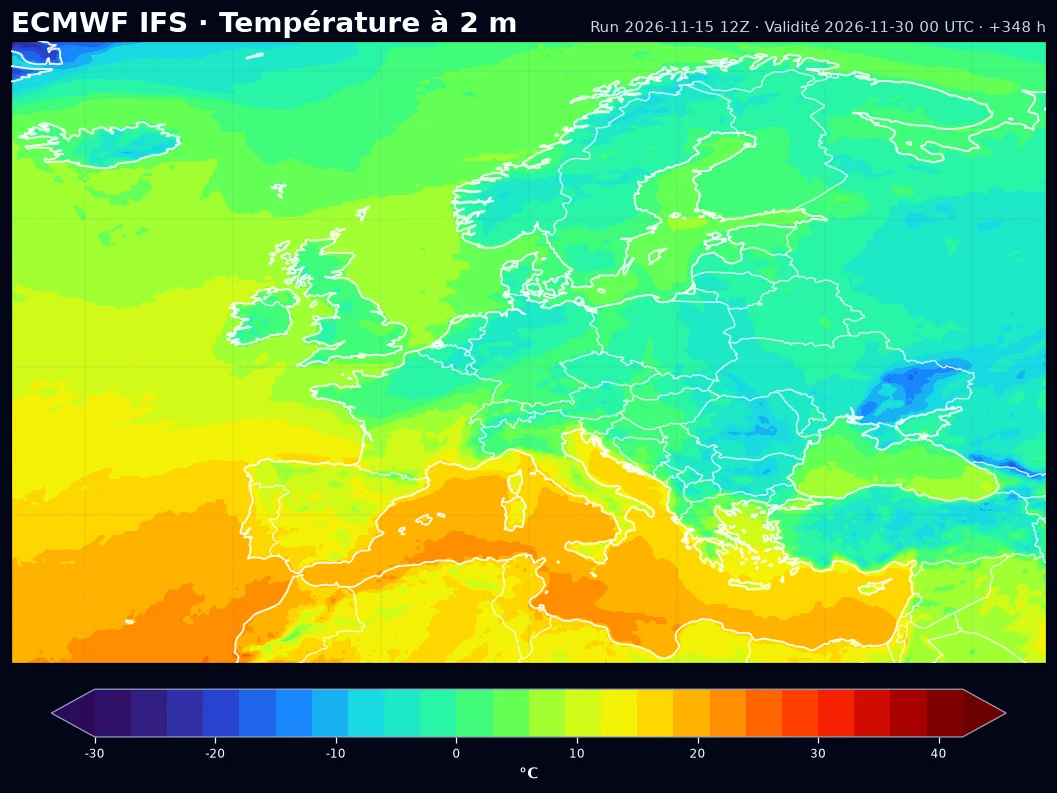 ECMWF IFS · Température à 2 m
Run 2026-11-15 12Z · Validité 2026-11-30 00 UTC · +348 h
-30 -20 -10 0 10 20 30 40
°C